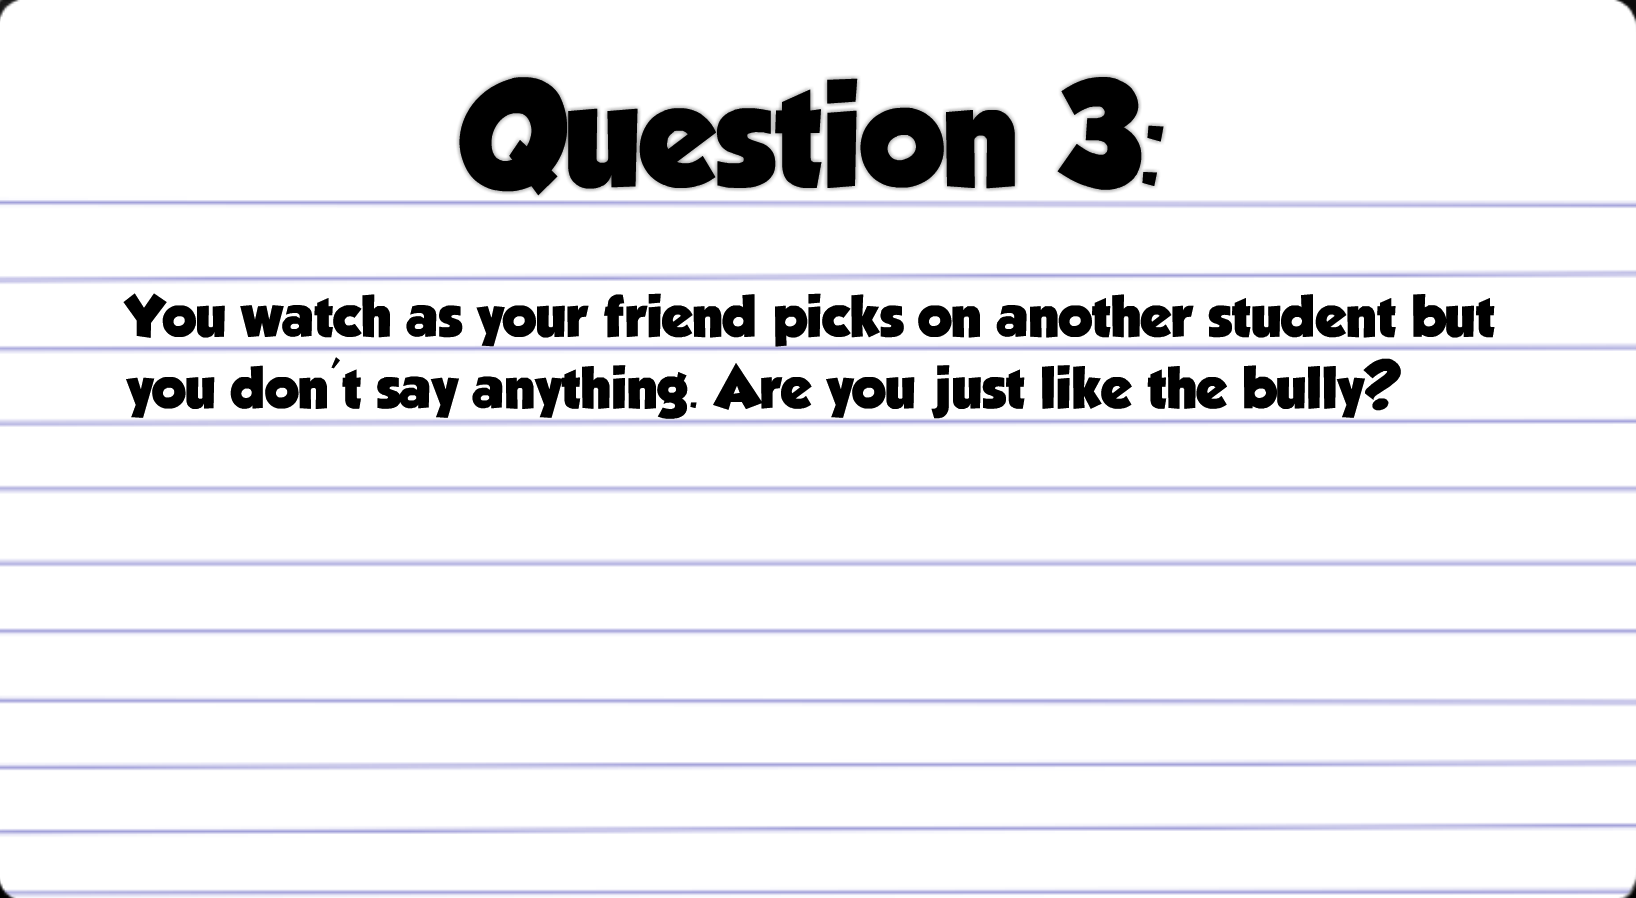 Question 3:
You watch as your friend picks on another student but
you don't say anything. Are you just like the bully?